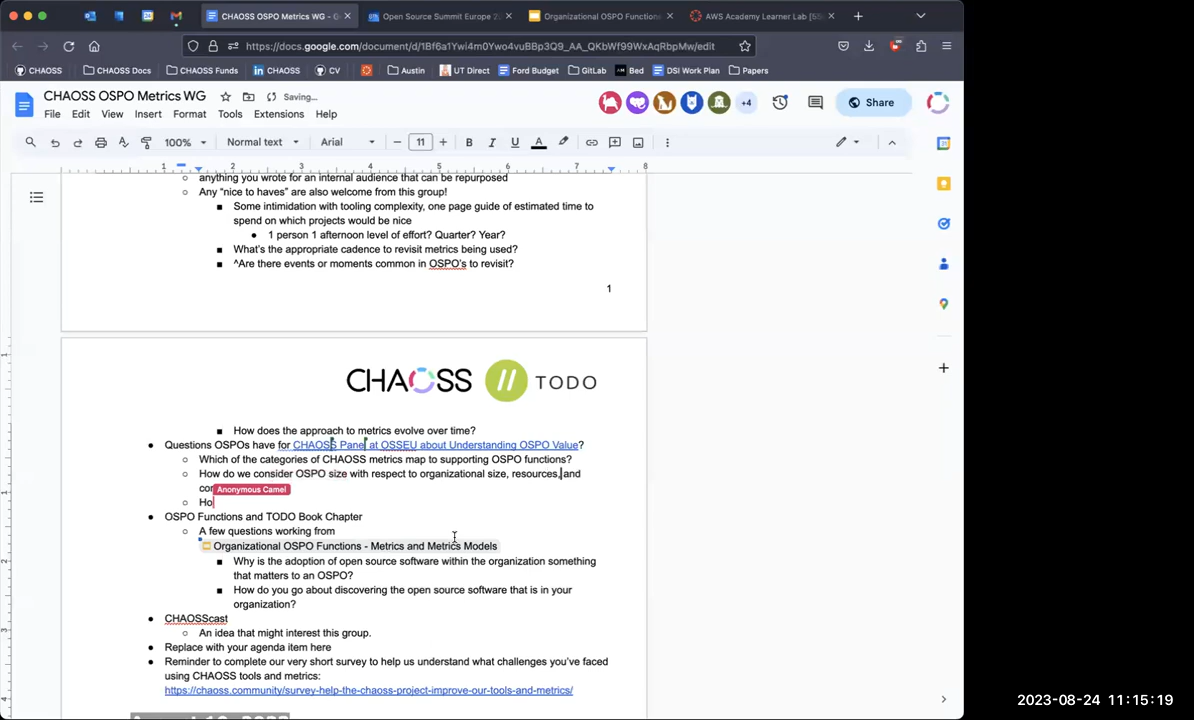 CHAOSS OSPO Metrics WG - G
Open Source Summit Europe 2
Organizational OSPO Functions
AWS Academy Learner Lab [5
https://docs.google.com/document/d/1Bf6a1Ywi4m0Ywo4vuBBp3Q9_AA_QKbWf99WxAqRbpMw/edit
CHAOSS
CHAOSS Docs
CHAOSS Funds
CHAOSS
CV
Austin
UT Direct
Ford Budget
GitLab
Bed
DSI Work Plan
Papers
CHAOSS OSPO Metrics WG
Saving...
File Edit View Insert Format Tools Extensions Help
+4
Share
100%
Normal text
Arial
11
1 2 3 4 5 6 7 8
anything you wrote for an internal audience that can be repurposed
Any "nice to haves" are also welcome from this group!
Some intimidation with tooling complexity, one page guide of estimated time to
spend on which projects would be nice
1 person 1 afternoon level of effort? Quarter? Year?
What's the appropriate cadence to revisit metrics being used?
^Are there events or moments common in OSPO's to revisit?
1
CHAOSS // TODO
How does the approach to metrics evolve over time?
Questions OSPOs have for CHAOSS Panel at OSSEU about Understanding OSPO Value?
Which of the categories of CHAOSS metrics map to supporting OSPO functions?
How do we consider OSPO size with respect to organizational size, resources, and
Anonymous Camel
Ho
OSPO Functions and TODO Book Chapter
A few questions working from
Organizational OSPO Functions - Metrics and Metrics Models
Why is the adoption of open source software within the organization something
that matters to an OSPO?
How do you go about discovering the open source software that is in your
organization?
CHAOSScast
An idea that might interest this group.
Replace with your agenda item here
Reminder to complete our very short survey to help us understand what challenges you've faced
using CHAOSS tools and metrics:
https://chaoss.community/survey-help-the-chaoss-project-improve-our-tools-and-metrics/
2023-08-24 11:15:19